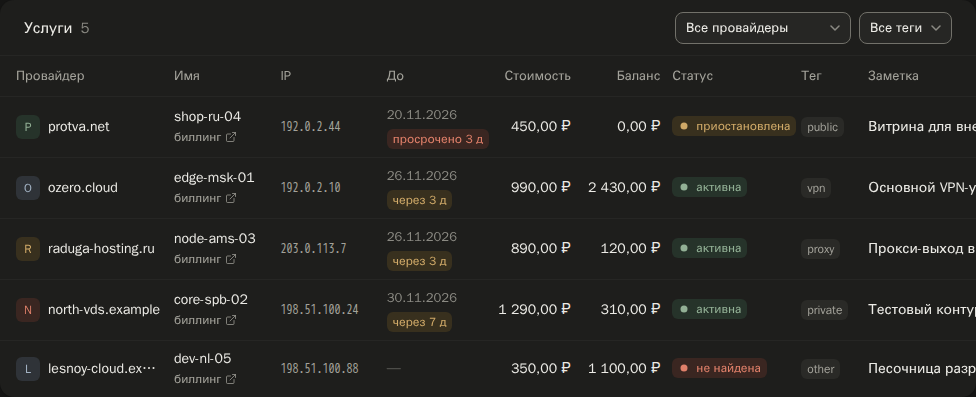 Услуги 5
Все провайдеры
Все теги
Провайдер Имя IP До Стоимость Баланс Статус Тег Заметка
P protva.net shop-ru-04 биллинг 192.0.2.44 20.11.2026 просрочено 3 д 450,00 ₽ 0,00 ₽ приостановлена public Витрина для вне
O ozero.cloud edge-msk-01 биллинг 192.0.2.10 26.11.2026 через 3 д 990,00 ₽ 2 430,00 ₽ активна vpn Основной VPN-у
R raduga-hosting.ru node-ams-03 биллинг 203.0.113.7 26.11.2026 через 3 д 890,00 ₽ 120,00 ₽ активна proxy Прокси-выход в
N north-vds.example core-spb-02 биллинг 198.51.100.24 30.11.2026 через 7 д 1 290,00 ₽ 310,00 ₽ активна private Тестовый контур
L lesnoy-cloud.ex··· dev-nl-05 биллинг 198.51.100.88 — 350,00 ₽ 1 100,00 ₽ не найдена other Песочница разр